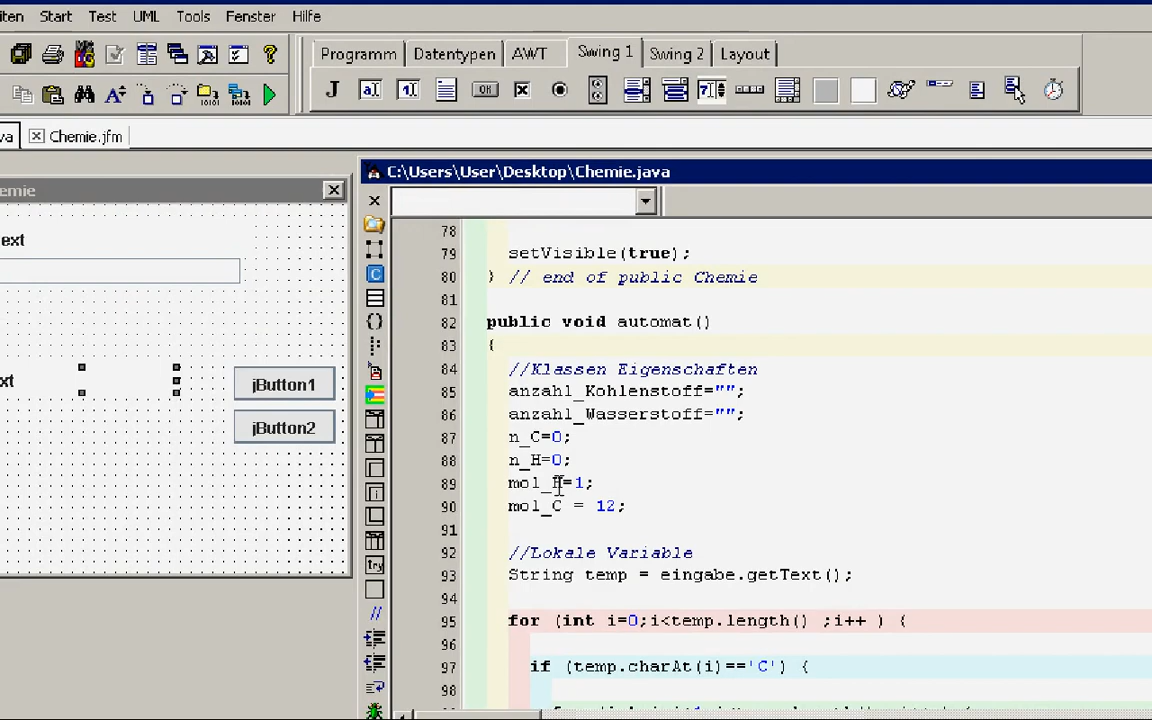 iten Start Test UML Tools Fenster Hilfe
Programm Datentypen AWT Swing 1 Swing 2 Layout
va Chemie.jfm
emie
C:\Users\User\Desktop\Chemie.java
ext
xt
jButton1
jButton2
78
79 setVisible(true);
80 } // end of public Chemie
81
82 public void automat()
83 {
84 //Klassen Eigenschaften
85 anzahl_Kohlenstoff="";
86 anzahl_Wasserstoff="";
87 n_C=0;
88 n_H=0;
89 mol_H=1;
90 mol_C = 12;
91
92 //Lokale Variable
93 String temp = eingabe.getText();
94
95 for (int i=0;i<temp.length() ;i++ ) {
96
97 if (temp.charAt(i)=='C') {
98